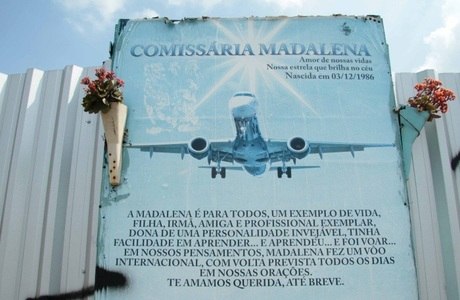 COMISSÁRIA MADALENA
Amor de nossas vidas
Nossa estrela que brilha no céu
Nascida em 03/12/1986
A MADALENA É PARA TODOS, UM EXEMPLO DE VIDA,
FILHA, IRMÃ, AMIGA E PROFISSIONAL EXEMPLAR,
DONA DE UMA PERSONALIDADE INVEJÁVEL, TINHA
FACILIDADE EM APRENDER... E APRENDEU... E FOI VOAR...
EM NOSSOS PENSAMENTOS, MADALENA FEZ UM VÔO
INTERNACIONAL, COM VOLTA PREVISTA TODOS OS DIAS
EM NOSSAS ORAÇÕES.
TE AMAMOS QUERIDA, ATÉ BREVE.